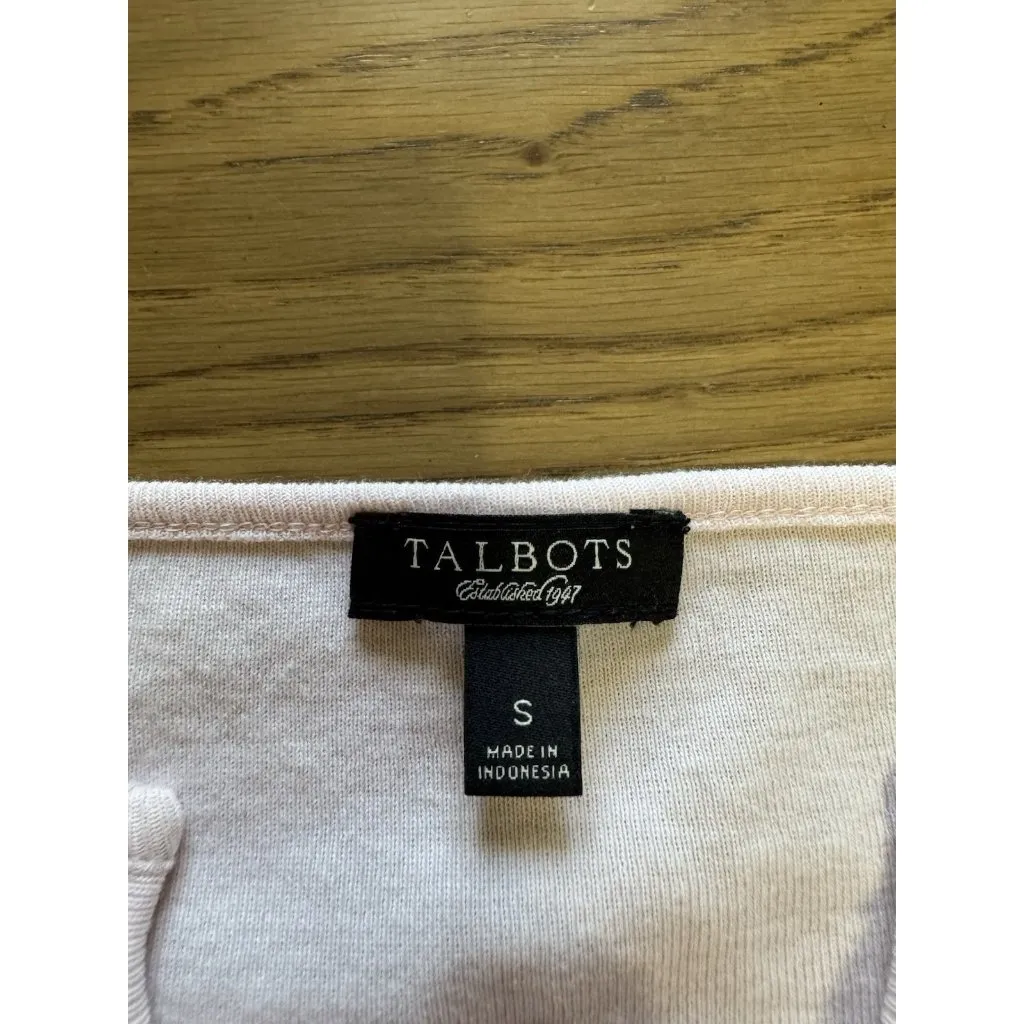 TALBOTS
Established 1947
S
MADE IN
INDONESIA